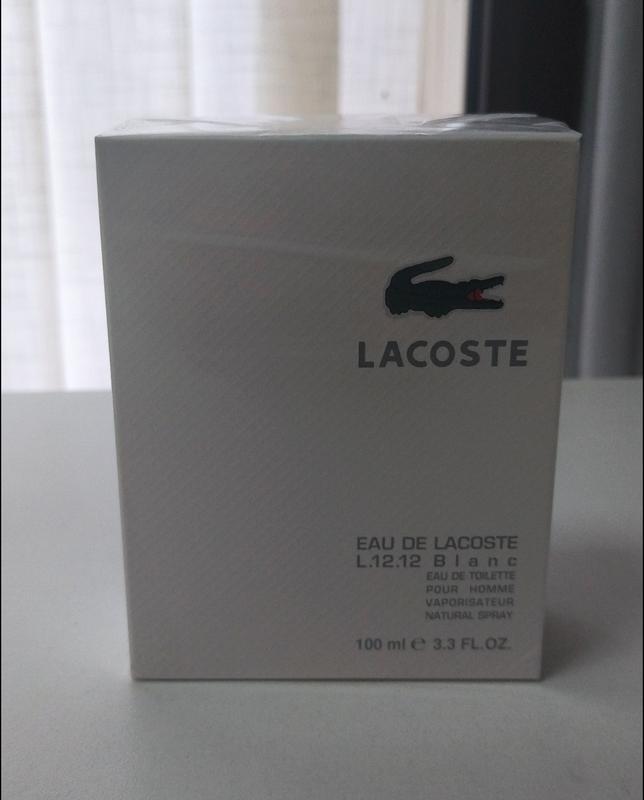 LACOSTE
EAU DE LACOSTE
L.12.12 Blanc
EAU DE TOILETTE
POUR HOMME
VAPORISATEUR
NATURAL SPRAY
100 ml ℮ 3.3 FL.OZ.